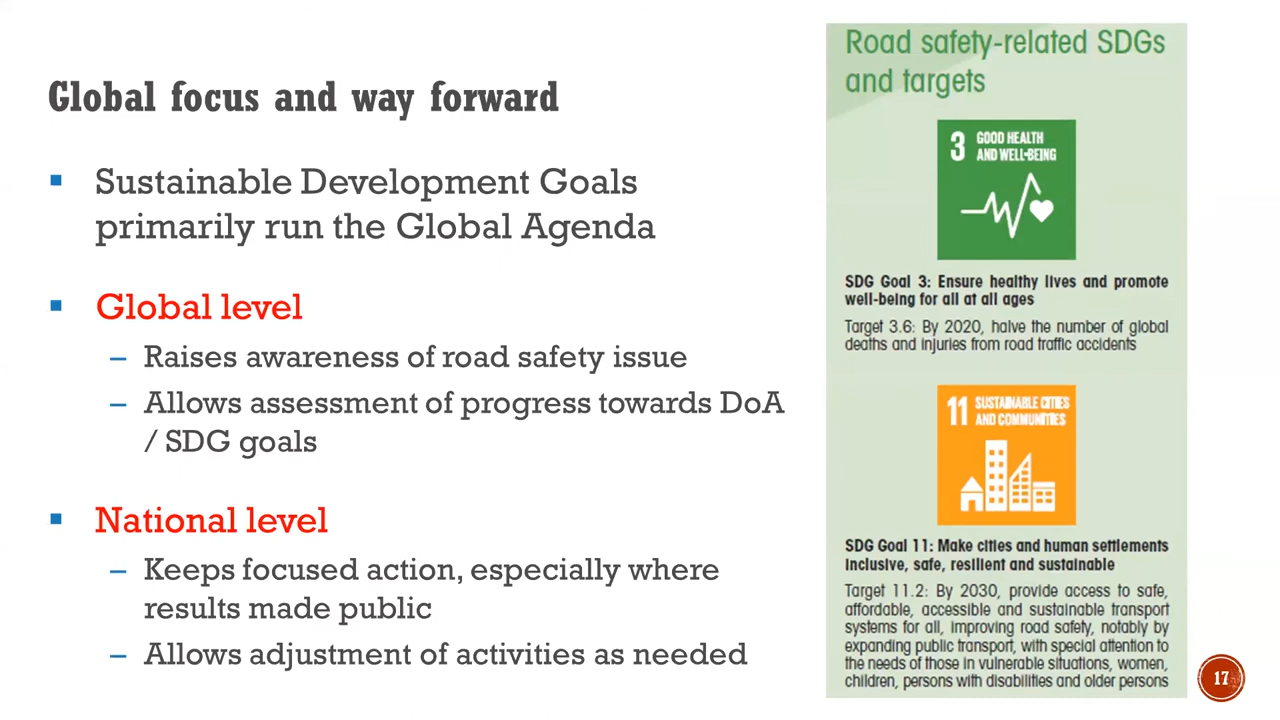 Global focus and way forward
▪ Sustainable Development Goals
primarily run the Global Agenda
▪ Global level
– Raises awareness of road safety issue
– Allows assessment of progress towards DoA
/ SDG goals
▪ National level
– Keeps focused action, especially where
results made public
– Allows adjustment of activities as needed
Road safety-related SDGs
and targets
3 GOOD HEALTH
AND WELL-BEING
SDG Goal 3: Ensure healthy lives and promote
well-being for all at all ages
Target 3.6: By 2020, halve the number of global
deaths and injuries from road traffic accidents
11 SUSTAINABLE CITIES
AND COMMUNITIES
SDG Goal 11: Make cities and human settlements
inclusive, safe, resilient and sustainable
Target 11.2: By 2030, provide access to safe,
affordable, accessible and sustainable transport
systems for all, improving road safety, notably by
expanding public transport, with special attention to
the needs of those in vulnerable situations, women,
children, persons with disabilities and older persons
17